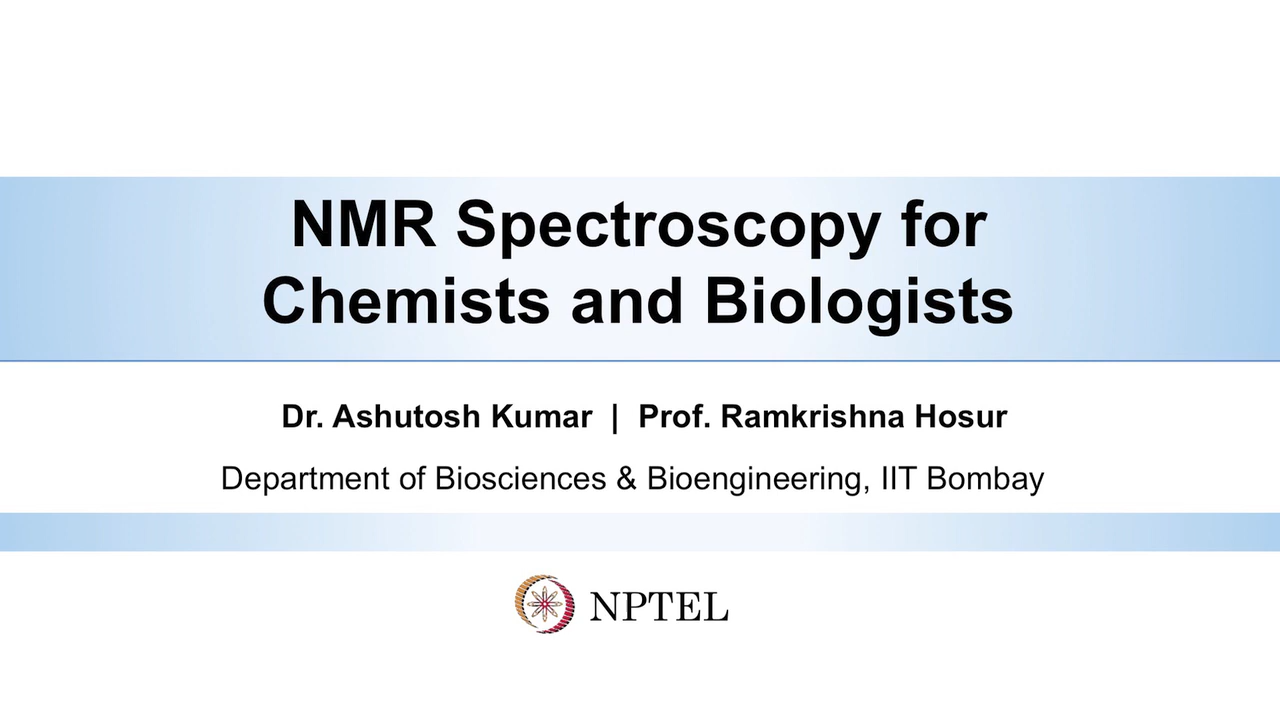 NMR Spectroscopy for
Chemists and Biologists
Dr. Ashutosh Kumar | Prof. Ramkrishna Hosur
Department of Biosciences & Bioengineering, IIT Bombay
NPTEL